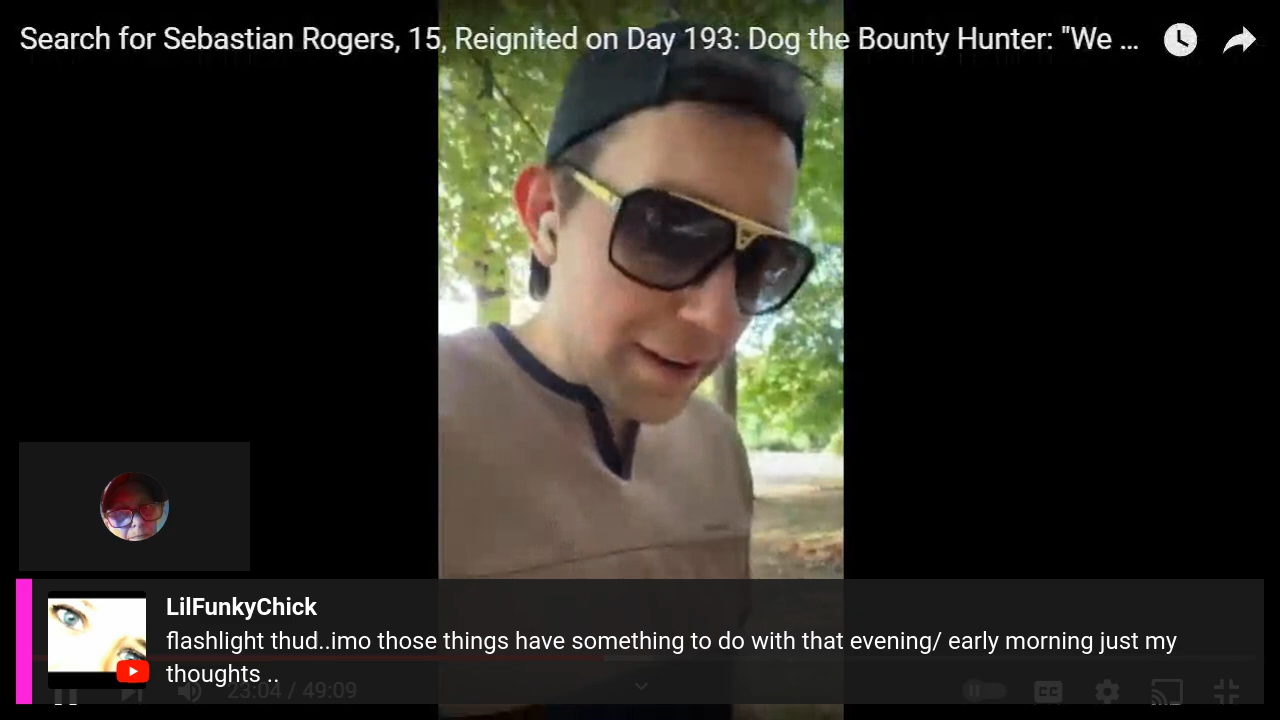 Search for Sebastian Rogers, 15, Reignited on Day 193: Dog the Bounty Hunter: "We ...
LilFunkyChick
flashlight thud..imo those things have something to do with that evening/ early morning just my
thoughts ..
23:04 / 49:09
CC